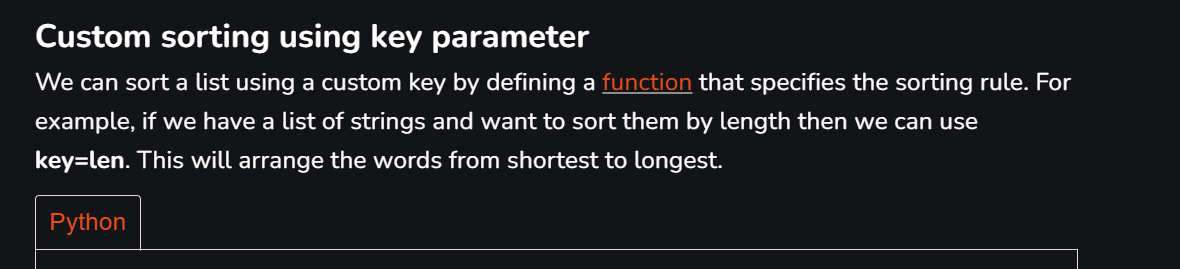 Custom sorting using key parameter
We can sort a list using a custom key by defining a function that specifies the sorting rule. For
example, if we have a list of strings and want to sort them by length then we can use
key=len. This will arrange the words from shortest to longest.
Python